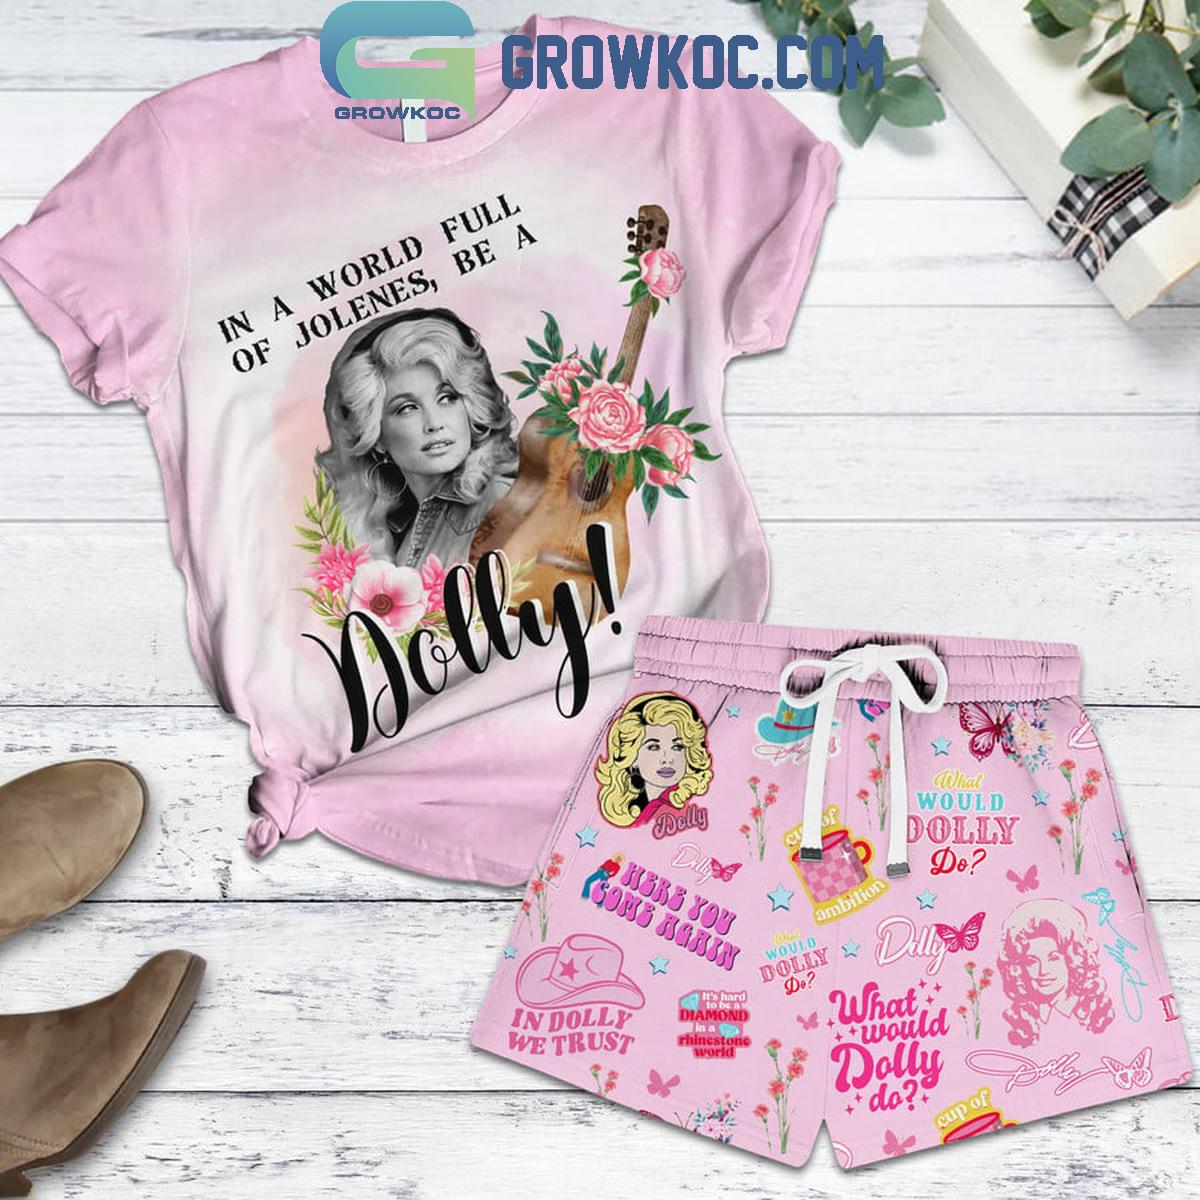 GROWKOC.COM
GROWKOC
IN A WORLD FULL
OF JOLENES, BE A
Dolly!
Dolly
Dolly
What
WOULD
DOLLY
Do?
cup of
ambition
Dolly
HERE YOU
COME AGAIN
What
WOULD
DOLLY
Do?
Dolly
Dolly
IN DOLLY
WE TRUST
It's hard
to be a
DIAMOND
in a
rhinestone
world
What
would
Dolly
do?
Dolly
cup of